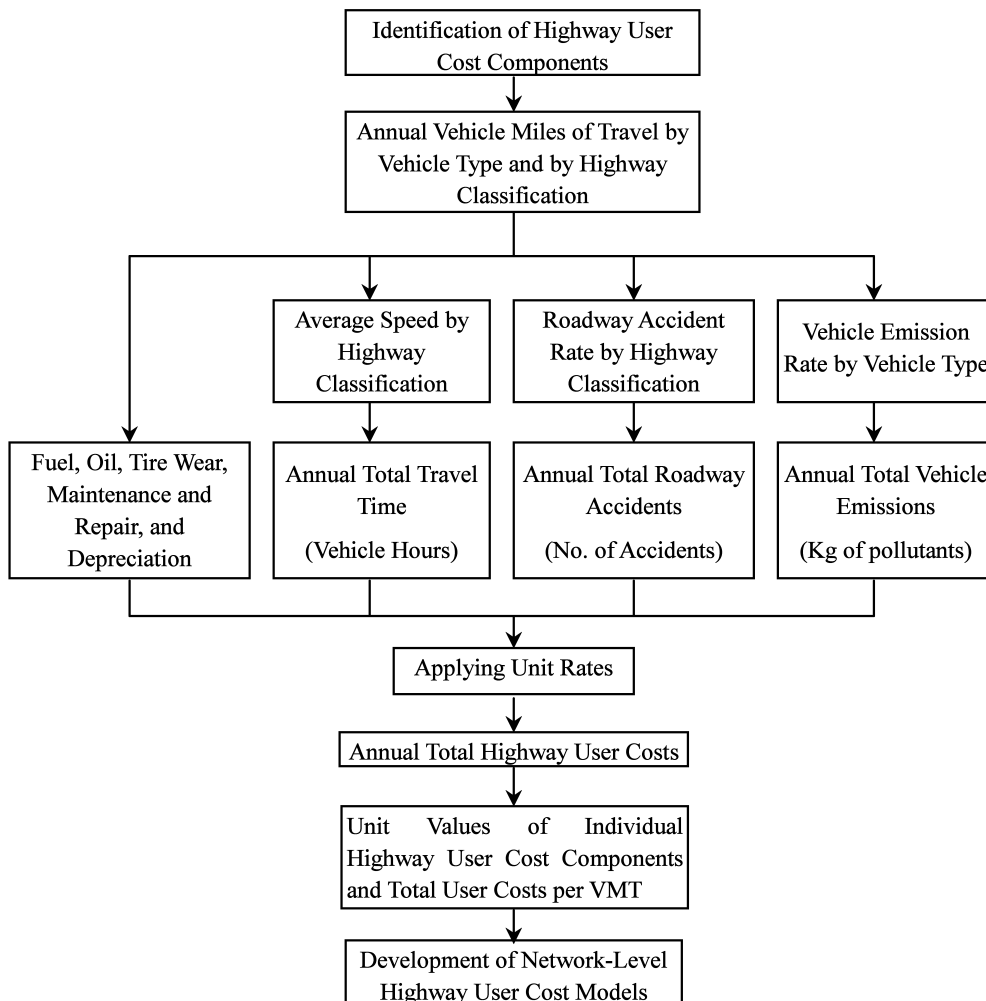 Identification of Highway User
Cost Components
Annual Vehicle Miles of Travel by
Vehicle Type and by Highway
Classification
Average Speed by
Highway
Classification
Roadway Accident
Rate by Highway
Classification
Vehicle Emission
Rate by Vehicle Type
Fuel, Oil, Tire Wear,
Maintenance and
Repair, and
Depreciation
Annual Total Travel
Time
(Vehicle Hours)
Annual Total Roadway
Accidents
(No. of Accidents)
Annual Total Vehicle
Emissions
(Kg of pollutants)
Applying Unit Rates
Annual Total Highway User Costs
Unit Values of Individual
Highway User Cost Components
and Total User Costs per VMT
Development of Network-Level
Highway User Cost Models